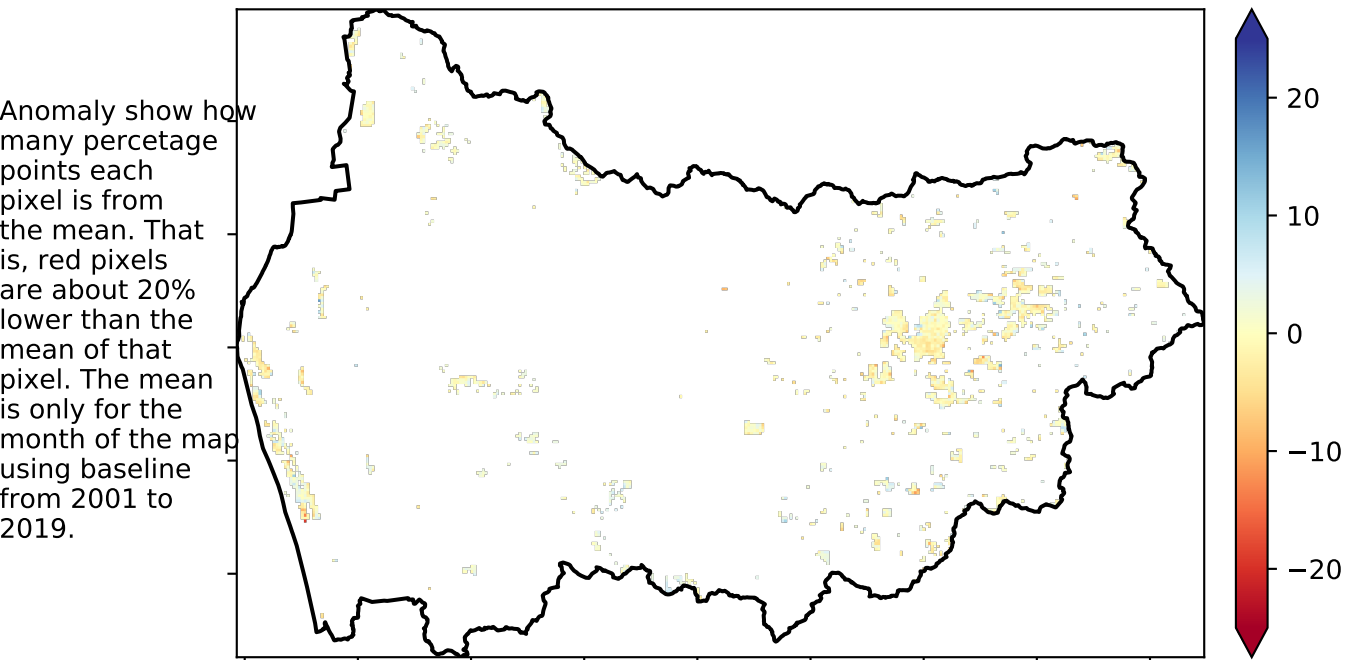 Anomaly show how
many percetage
points each
pixel is from
the mean. That
is, red pixels
are about 20%
lower than the
mean of that
pixel. The mean
is only for the
month of the map
using baseline
from 2001 to
2019.
20
10
0
−10
−20